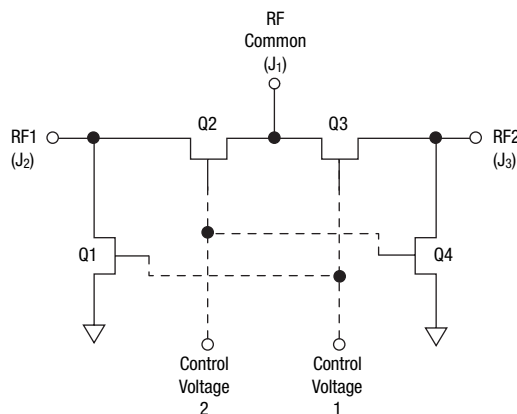 RF
Common
(J1)
Q2
Q3
RF1
(J2)
RF2
(J3)
Q1
Q4
Control
Voltage
2
Control
Voltage
1